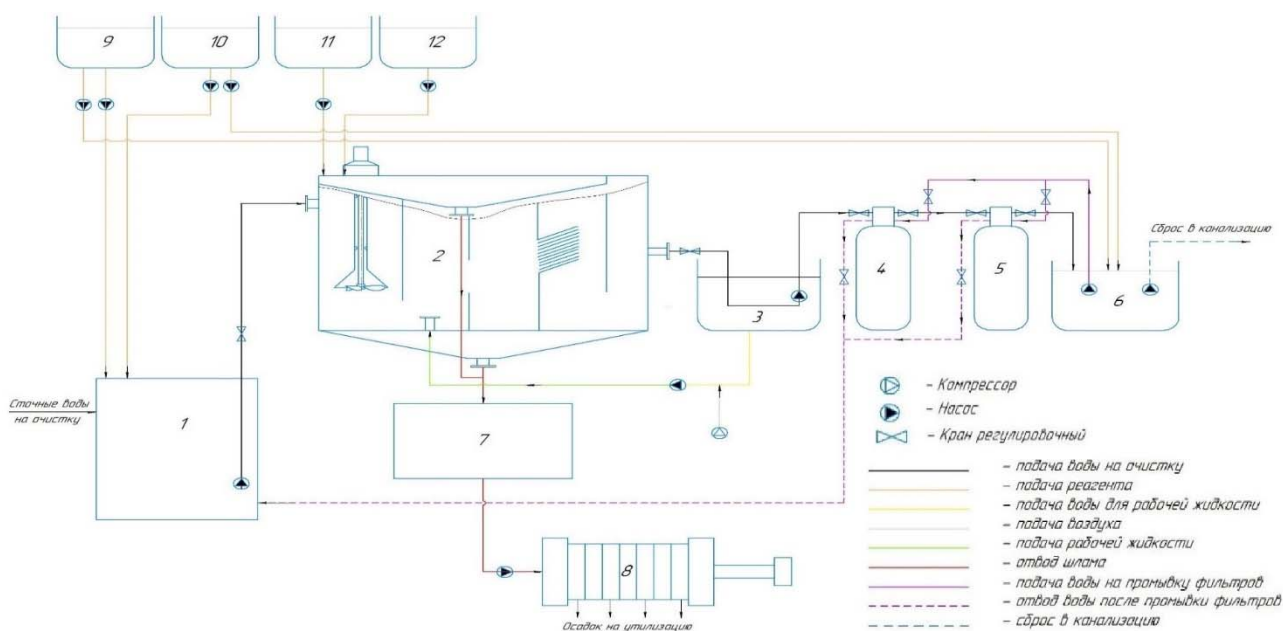 9
10
11
12
2
Сброс в канализацию
4
5
3
6
Сточные воды
на очистку
1
7
8
Осадок на утилизацию
- Компрессор
- Насос
- Кран регулировочный
- подача воды на очистку
- подача реагента
- подача воды для рабочей жидкости
- подача воздуха
- подача рабочей жидкости
- отвод шлама
- подача воды на промывку фильтров
- отвод воды после промывки фильтров
- сброс в канализацию